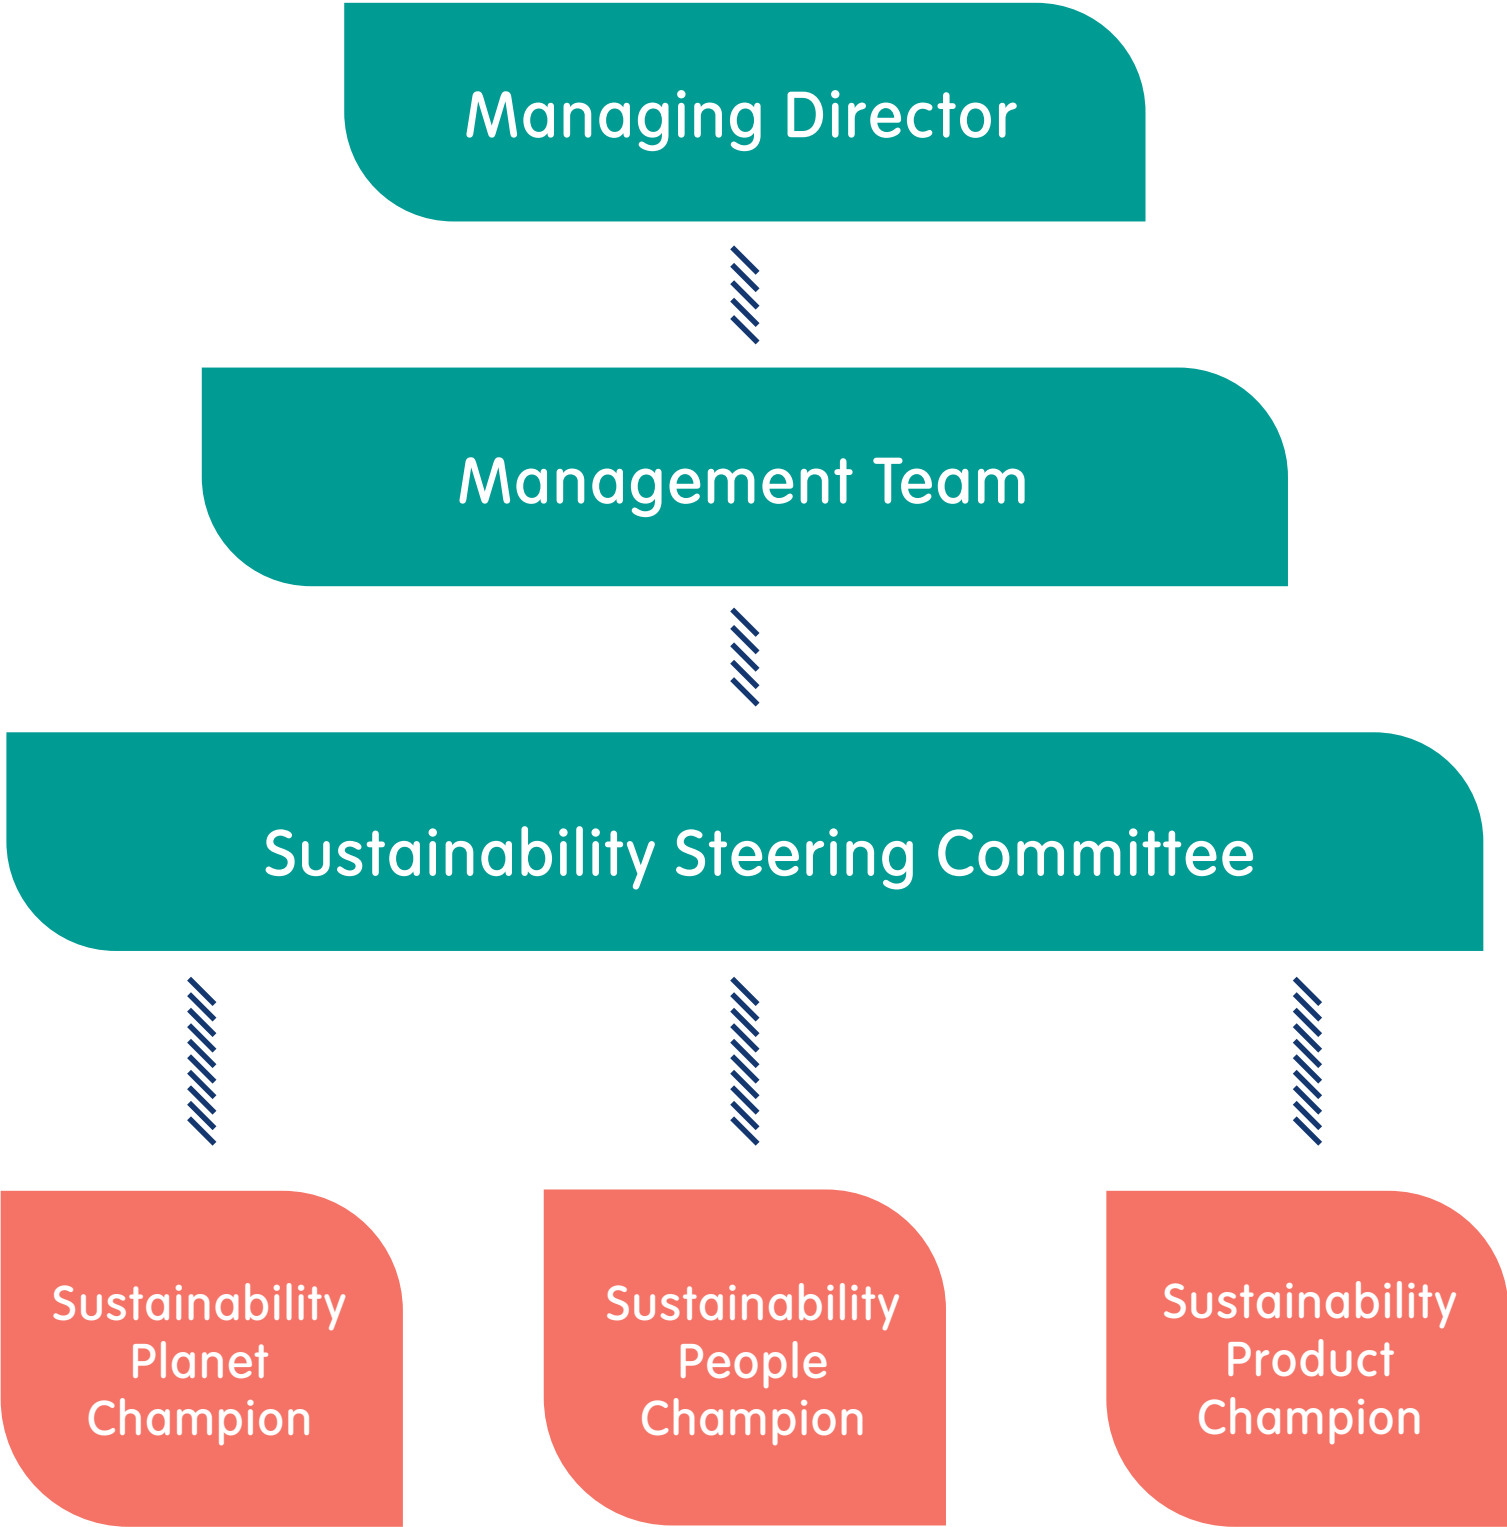 Managing Director
Management Team
Sustainability Steering Committee
Sustainability
Planet
Champion
Sustainability
People
Champion
Sustainability
Product
Champion